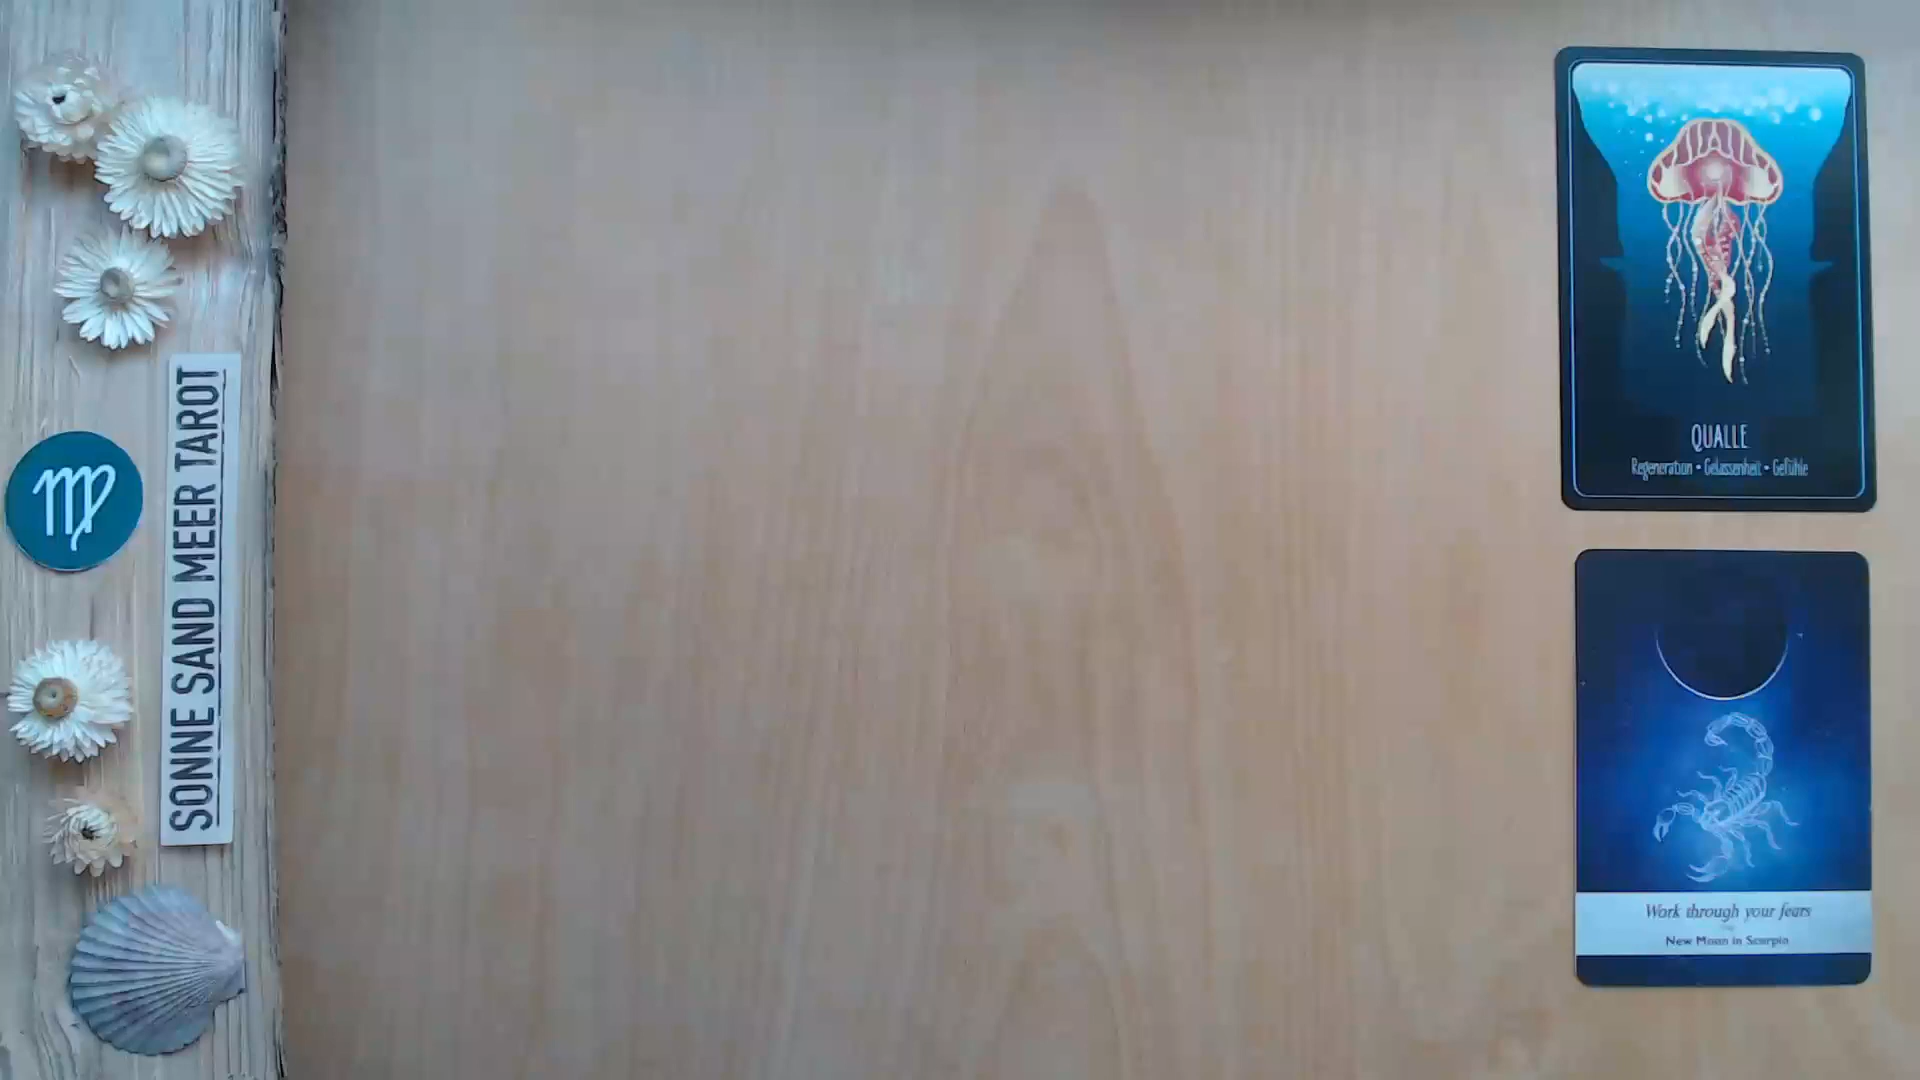 SONNE SAND MEER TAROT
QUALLE
Regeneration • Gelassenheit • Gefühle
Work through your fears
New Moon in Scorpio